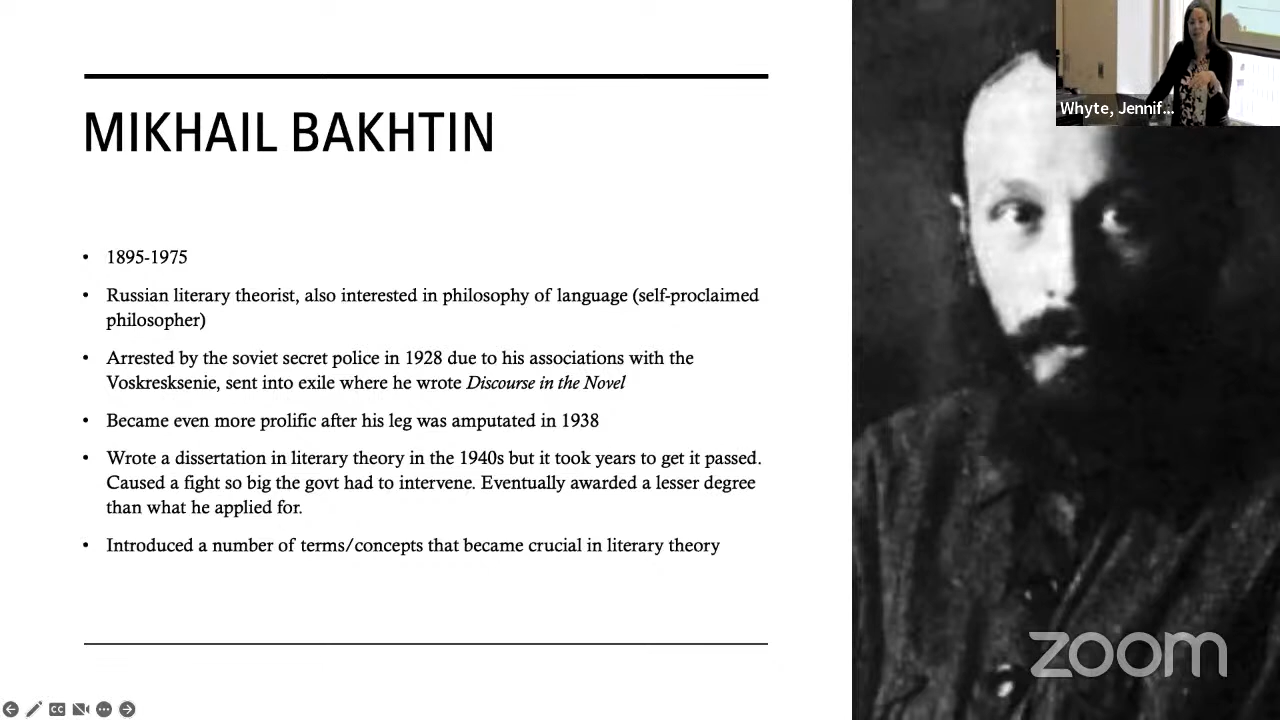 Whyte, Jennif...
MIKHAIL BAKHTIN
• 1895-1975
• Russian literary theorist, also interested in philosophy of language (self-proclaimed
philosopher)
• Arrested by the soviet secret police in 1928 due to his associations with the
Voskresksenie, sent into exile where he wrote Discourse in the Novel
• Became even more prolific after his leg was amputated in 1938
• Wrote a dissertation in literary theory in the 1940s but it took years to get it passed.
Caused a fight so big the govt had to intervene. Eventually awarded a lesser degree
than what he applied for.
• Introduced a number of terms/concepts that became crucial in literary theory
zoom
CC